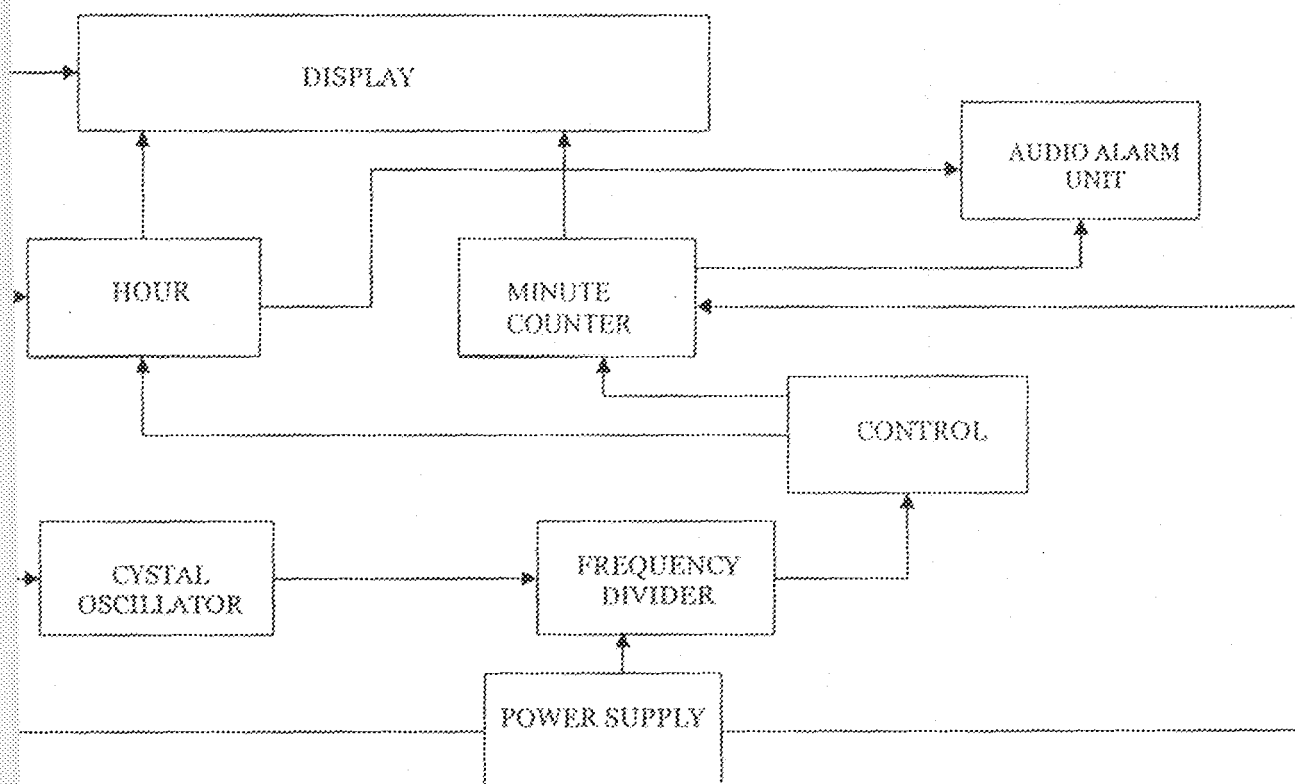 DISPLAY
AUDIO ALARM
UNIT
HOUR
MINUTE
COUNTER
CONTROL
CYSTAL
OSCILLATOR
FREQUENCY
DIVIDER
POWER SUPPLY